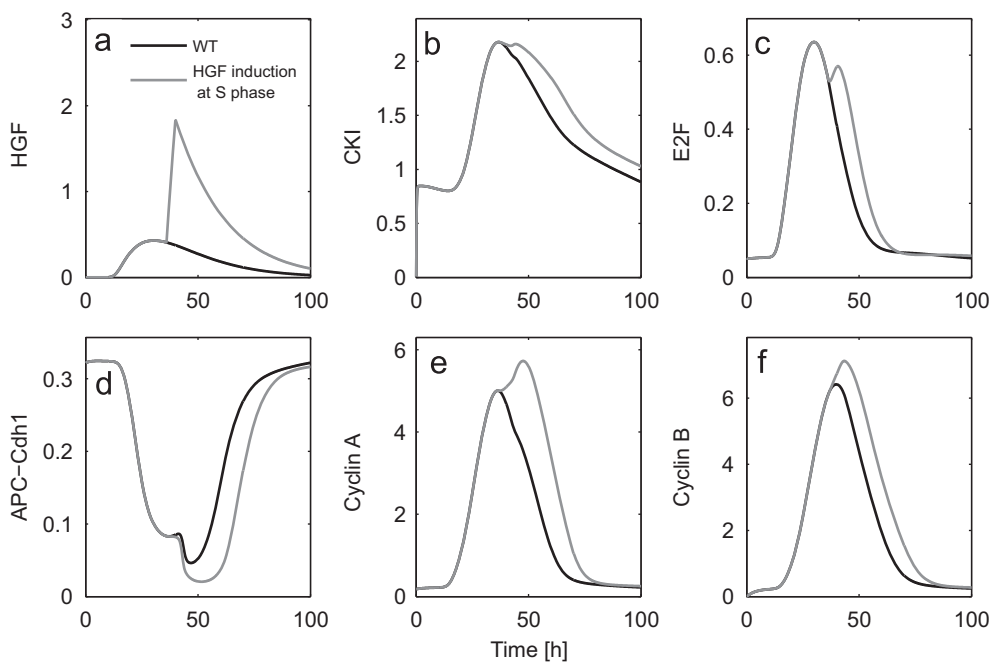 a
WT
HGF induction
at S phase
HGF
3
2
1
0
0 50 100
b
CKI
2
1.5
1
0.5
0
0 50 100
c
E2F
0.6
0.4
0.2
0
0 50 100
d
APC–Cdh1
0.3
0.2
0.1
0
0 50 100
e
Cyclin A
6
4
2
0
0 50 100
f
Cyclin B
6
4
2
0
0 50 100
Time [h]